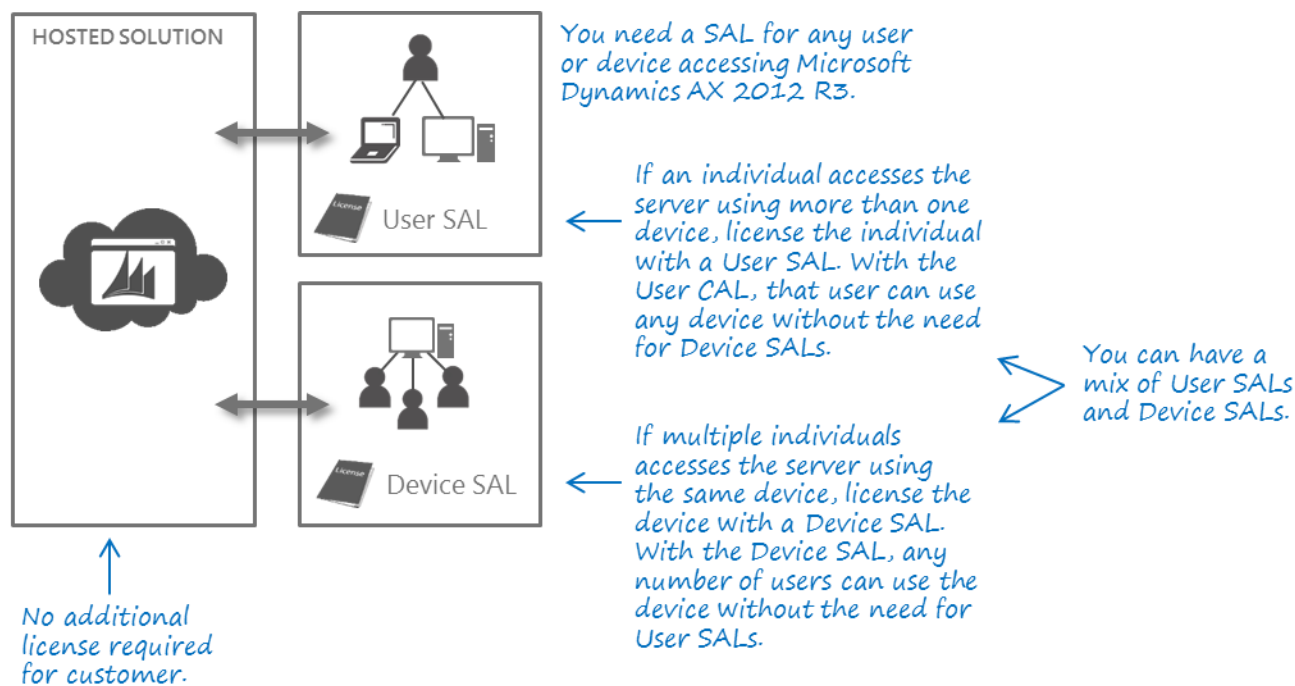 HOSTED SOLUTION
You need a SAL for any user
or device accessing Microsoft
Dynamics AX 2012 R3.
License
User SAL
If an individual accesses the
server using more than one
device, license the individual
with a User SAL. With the
User CAL, that user can use
any device without the need
for Device SALs.
You can have a
mix of User SALs
and Device SALs.
License
Device SAL
If multiple individuals
accesses the server using
the same device, license the
device with a Device SAL.
With the Device SAL, any
number of users can use the
device without the need for
User SALs.
No additional
license required
for customer.